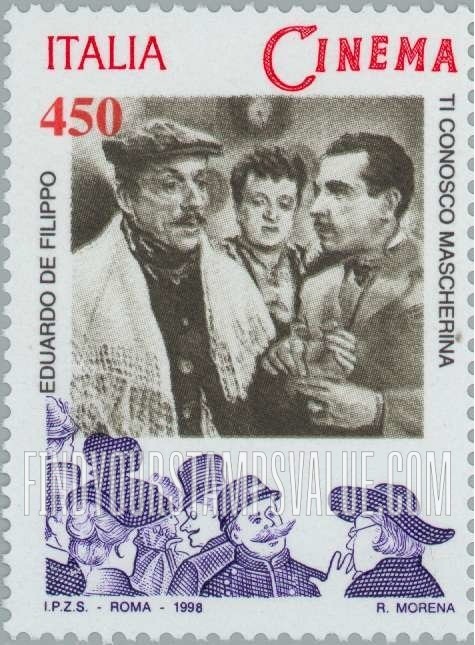 ITALIA
CINEMA
450
EDUARDO DE FILIPPO
TI CONOSCO MASCHERINA
FINDYOURSTAMPSVALUE.COM
I.P.Z.S. - ROMA - 1998
R. MORENA